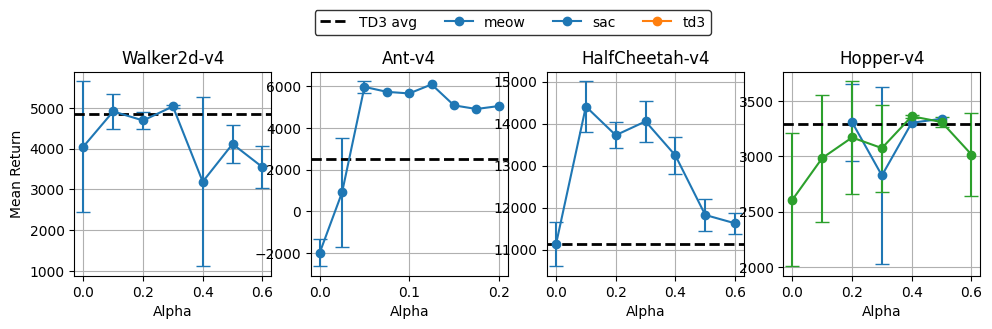 TD3 avg meow sac td3
Walker2d-v4 Ant-v4 HalfCheetah-v4 Hopper-v4
Mean Return
5000
4000
3000
2000
1000
0.0 0.2 0.4 0.6
Alpha
6000
4000
2000
0
−2000
0.0 0.1 0.2
Alpha
15000
14000
13000
12000
11000
0.0 0.2 0.4 0.6
Alpha
3500
3000
2500
2000
0.0 0.2 0.4 0.6
Alpha